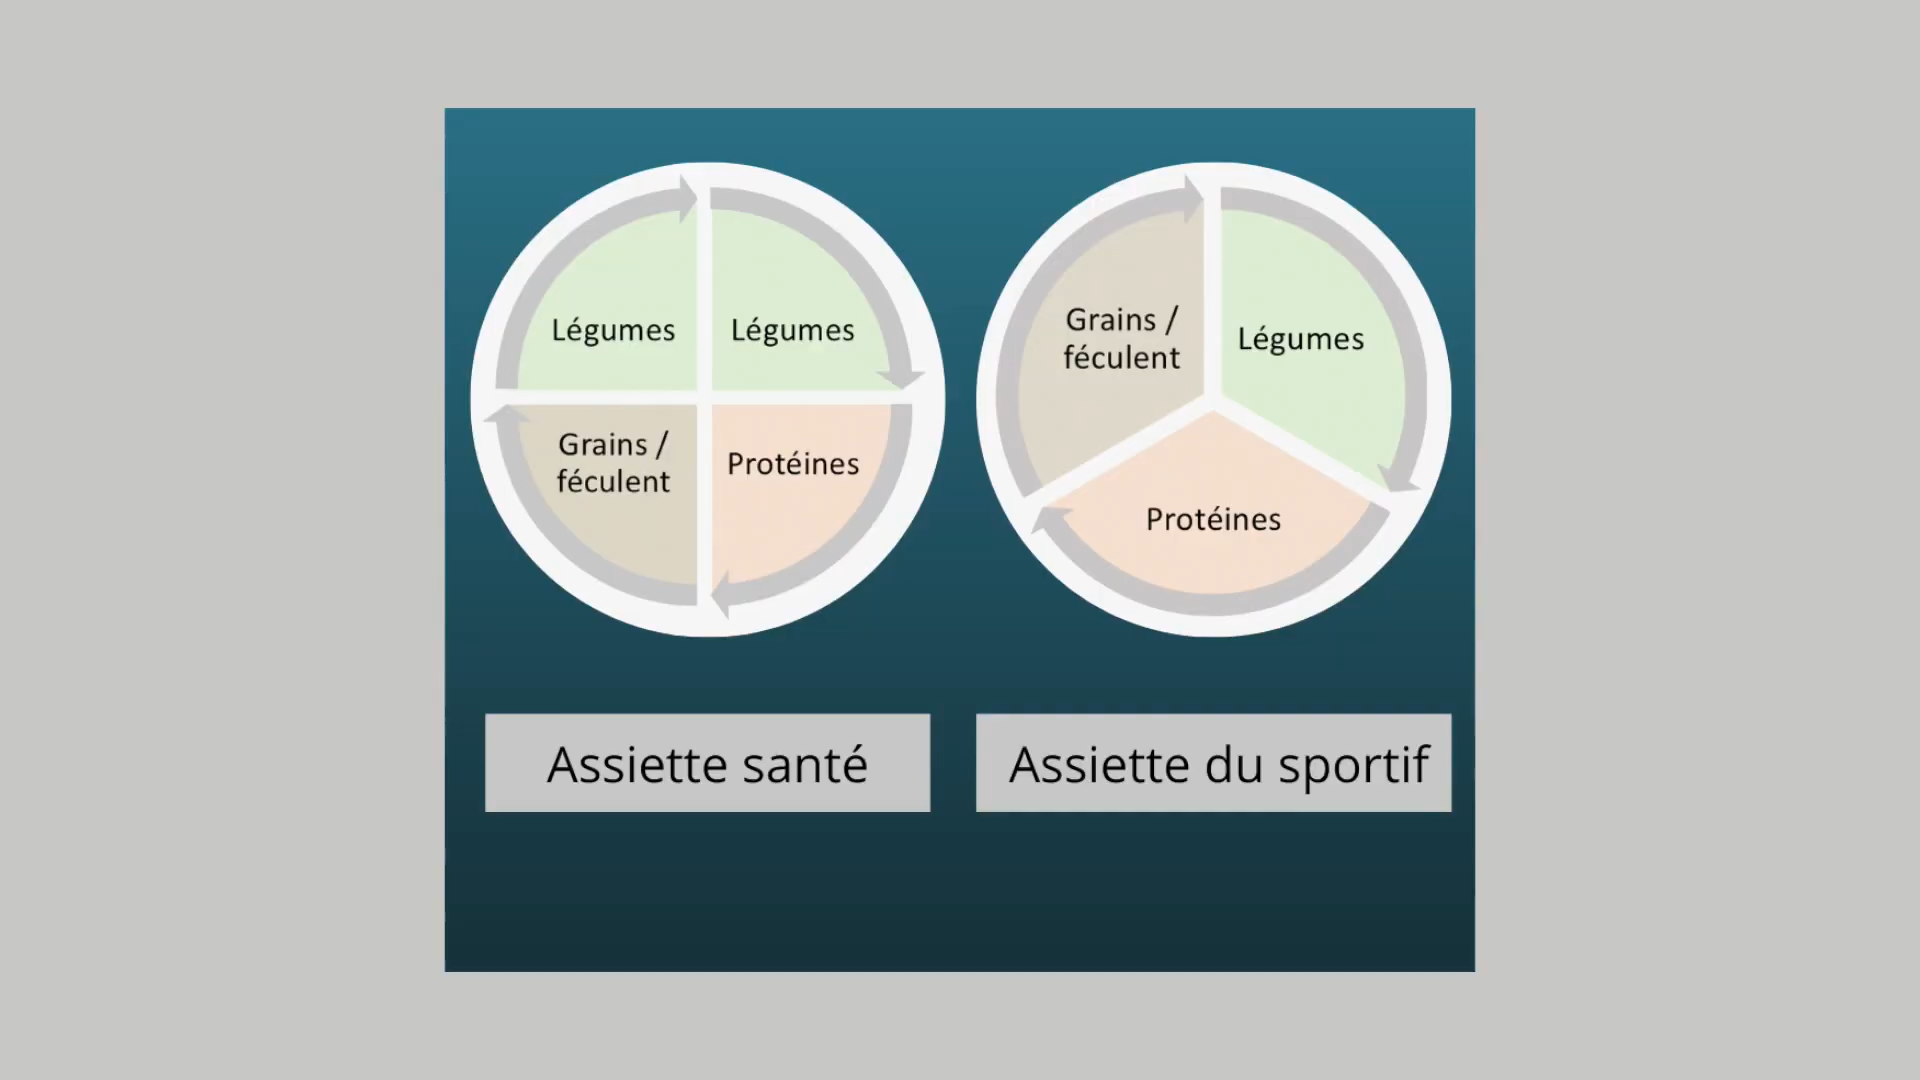 Légumes
Légumes
Grains /
féculent
Protéines
Grains /
féculent
Légumes
Protéines
Assiette santé
Assiette du sportif